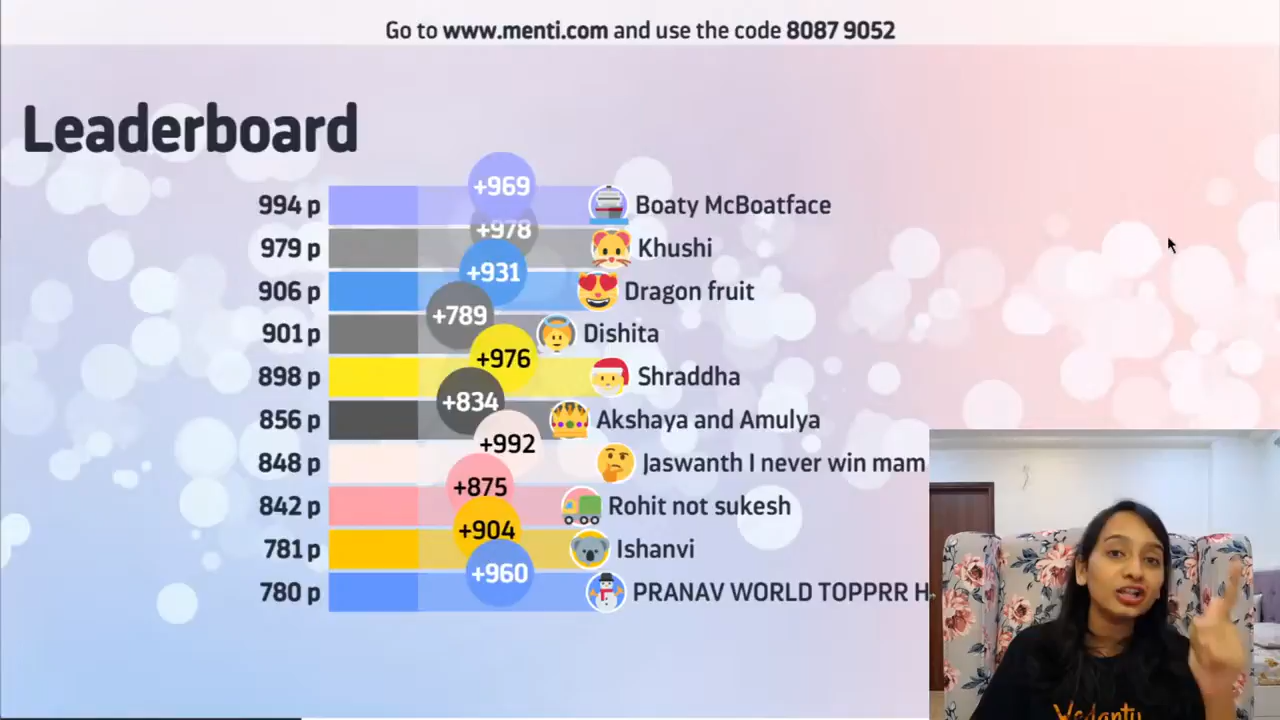 Go to www.menti.com and use the code 8087 9052
Leaderboard
994 p +969 Boaty McBoatface
979 p +978 Khushi
906 p +931 Dragon fruit
901 p +789 Dishita
898 p +976 Shraddha
856 p +834 Akshaya and Amulya
848 p +992 Jaswanth I never win mam
842 p +875 Rohit not sukesh
781 p +904 Ishanvi
780 p +960 PRANAV WORLD TOPPRR H
Vedantu